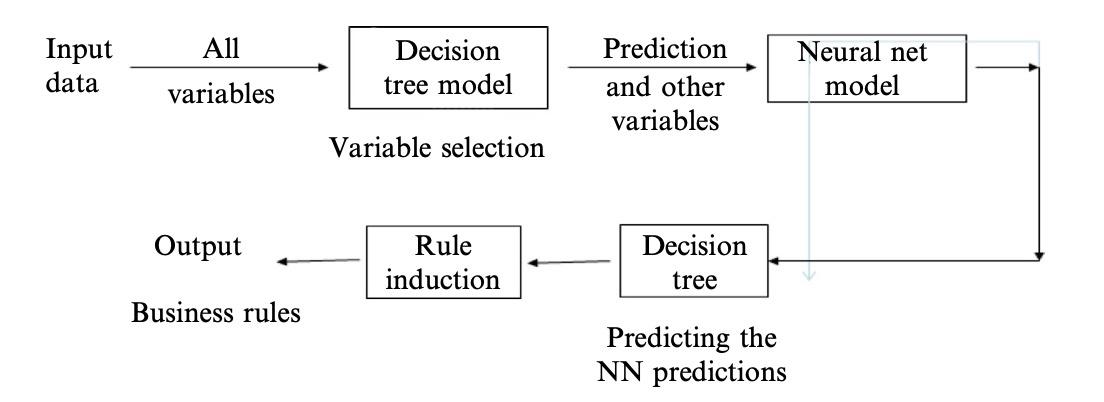 Input
data
All
variables
Decision
tree model
Variable selection
Prediction
and other
variables
Neural net
model
Output
Business rules
Rule
induction
Decision
tree
Predicting the
NN predictions